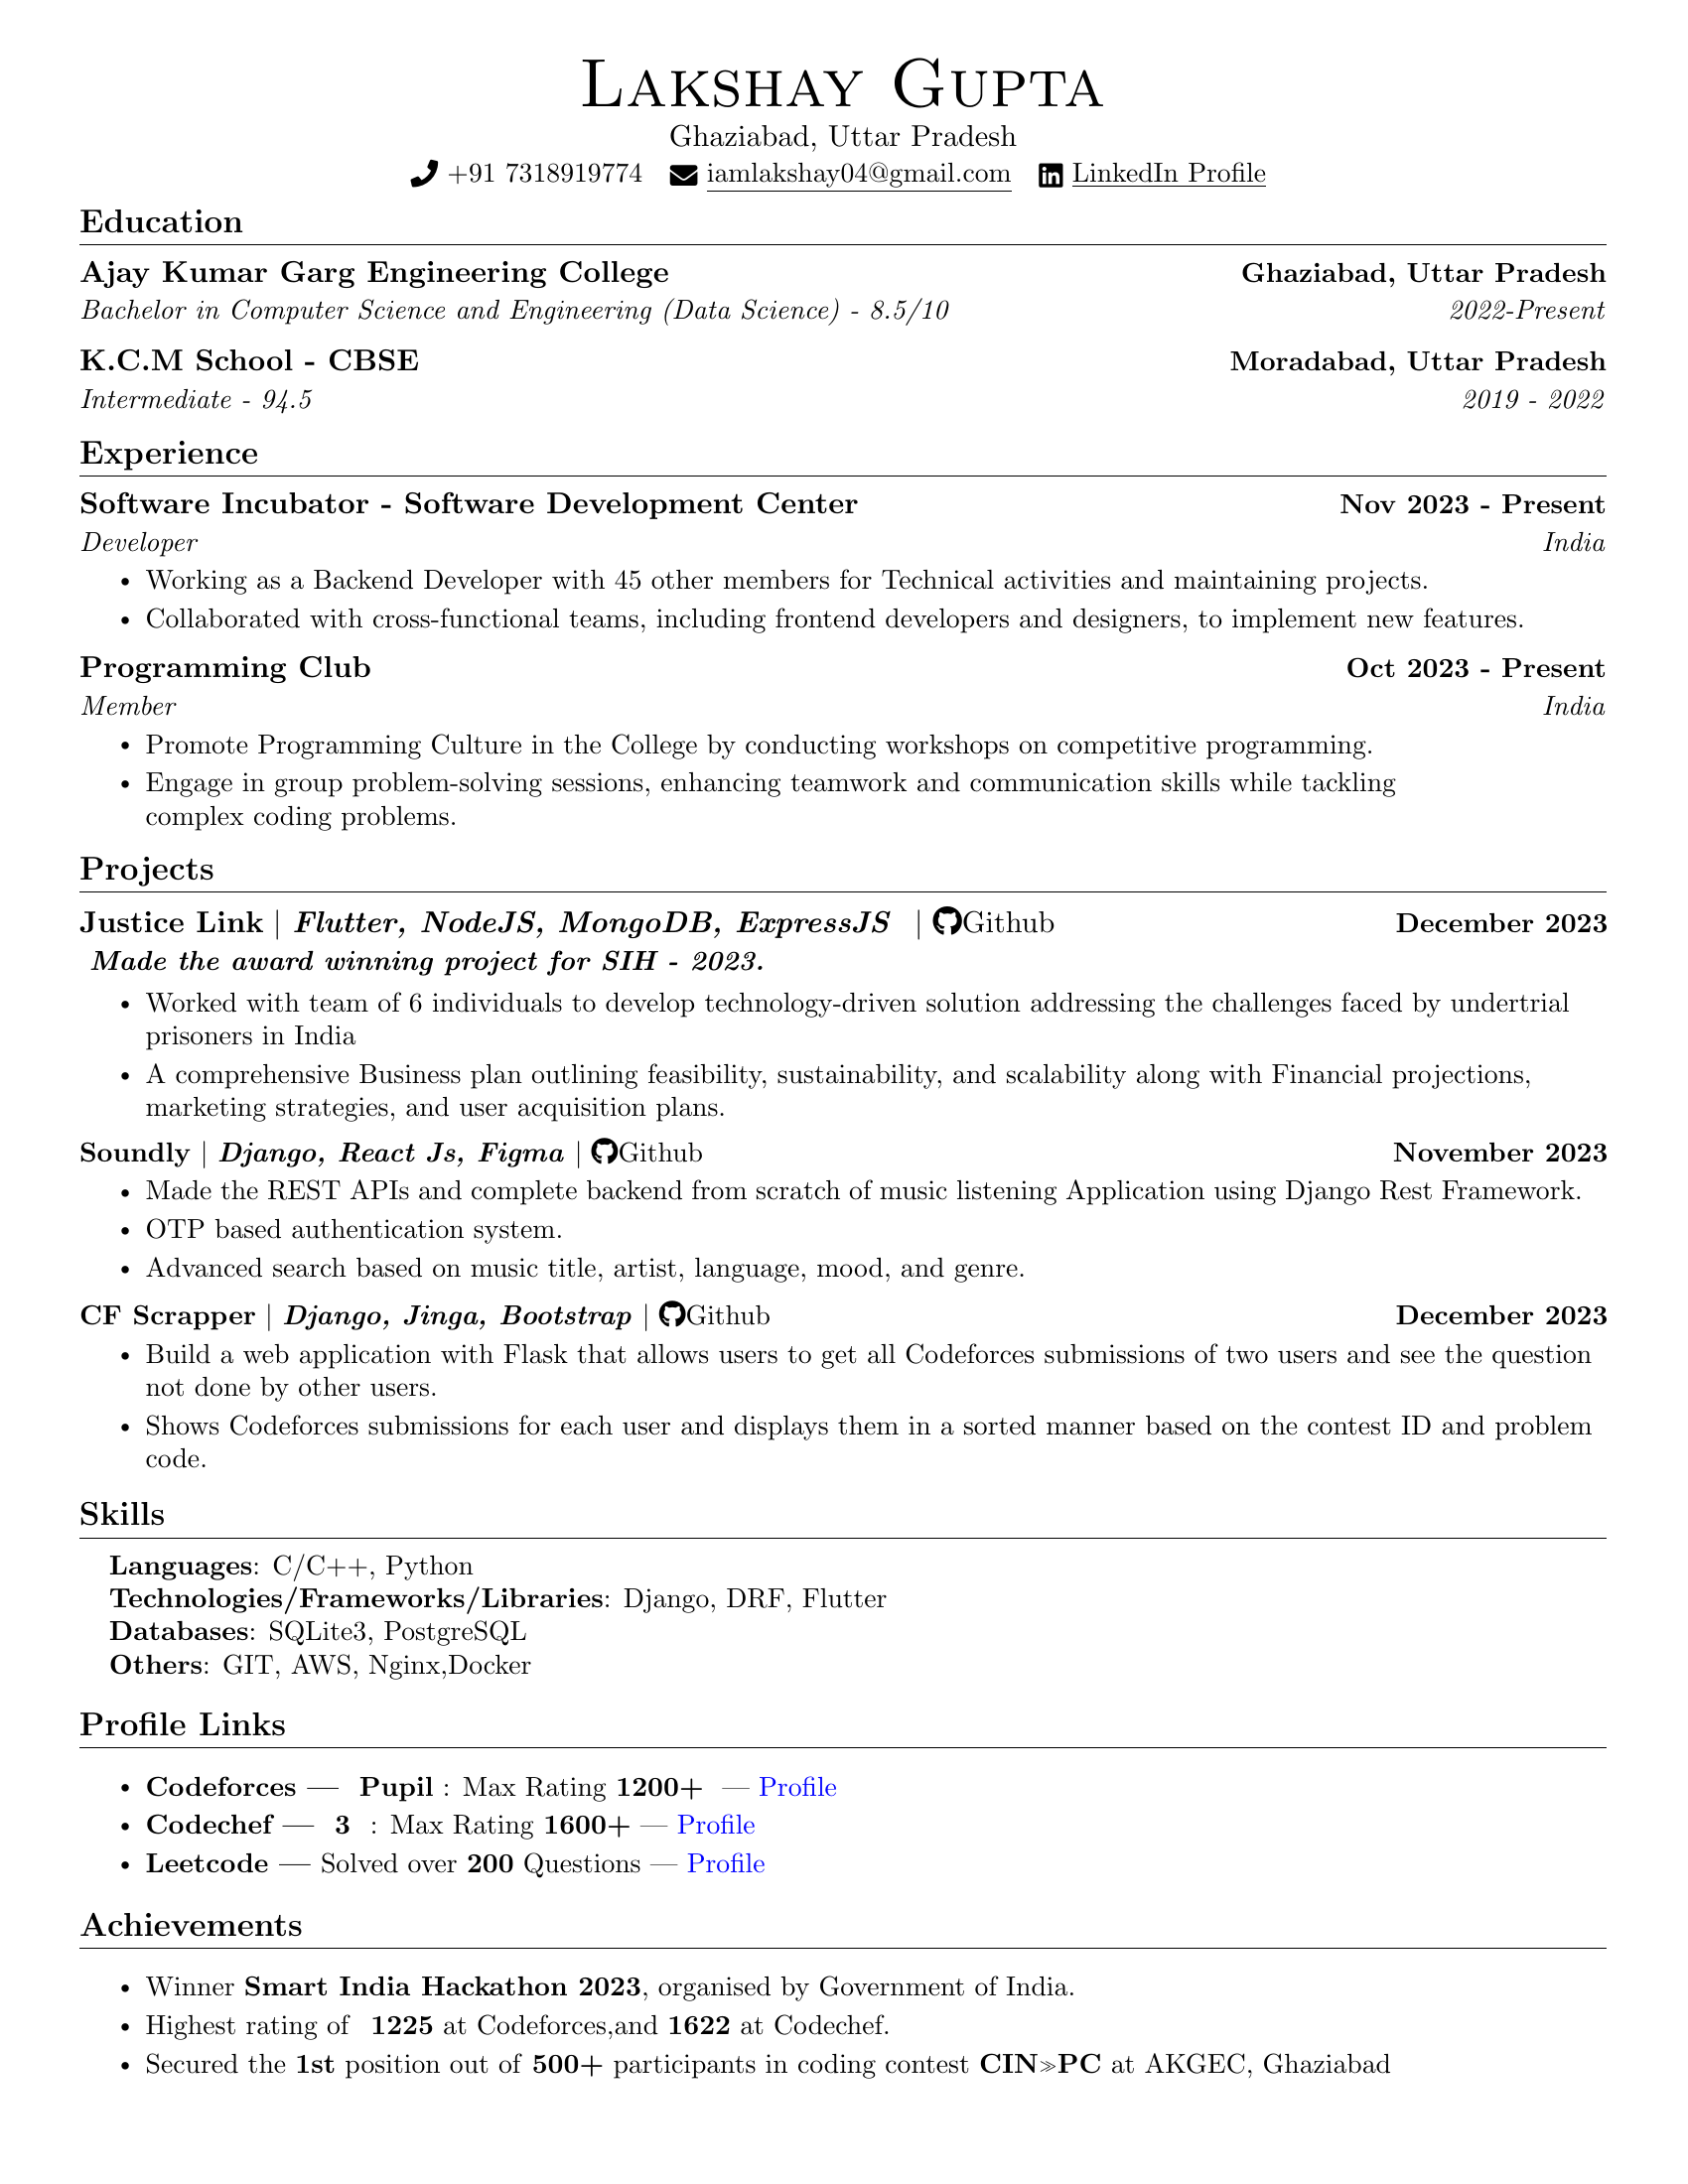 Lakshay Gupta
Ghaziabad, Uttar Pradesh
+91 7318919774 iamlakshay04@gmail.com LinkedIn Profile
Education
Ajay Kumar Garg Engineering College Ghaziabad, Uttar Pradesh
Bachelor in Computer Science and Engineering (Data Science) - 8.5/10 2022-Present
K.C.M School - CBSE Moradabad, Uttar Pradesh
Intermediate - 94.5 2019 - 2022
Experience
Software Incubator - Software Development Center Nov 2023 - Present
Developer India
• Working as a Backend Developer with 45 other members for Technical activities and maintaining projects.
• Collaborated with cross-functional teams, including frontend developers and designers, to implement new features.
Programming Club Oct 2023 - Present
Member India
• Promote Programming Culture in the College by conducting workshops on competitive programming.
• Engage in group problem-solving sessions, enhancing teamwork and communication skills while tackling
complex coding problems.
Projects
Justice Link | Flutter, NodeJS, MongoDB, ExpressJS | Github December 2023
Made the award winning project for SIH - 2023.
• Worked with team of 6 individuals to develop technology-driven solution addressing the challenges faced by undertrial
prisoners in India
• A comprehensive Business plan outlining feasibility, sustainability, and scalability along with Financial projections,
marketing strategies, and user acquisition plans.
Soundly | Django, React Js, Figma | Github November 2023
• Made the REST APIs and complete backend from scratch of music listening Application using Django Rest Framework.
• OTP based authentication system.
• Advanced search based on music title, artist, language, mood, and genre.
CF Scrapper | Django, Jinga, Bootstrap | Github December 2023
• Build a web application with Flask that allows users to get all Codeforces submissions of two users and see the question
not done by other users.
• Shows Codeforces submissions for each user and displays them in a sorted manner based on the contest ID and problem
code.
Skills
Languages: C/C++, Python
Technologies/Frameworks/Libraries: Django, DRF, Flutter
Databases: SQLite3, PostgreSQL
Others: GIT, AWS, Nginx,Docker
Profile Links
• Codeforces — Pupil : Max Rating 1200+ — Profile
• Codechef — 3 : Max Rating 1600+ — Profile
• Leetcode — Solved over 200 Questions — Profile
Achievements
• Winner Smart India Hackathon 2023, organised by Government of India.
• Highest rating of 1225 at Codeforces,and 1622 at Codechef.
• Secured the 1st position out of 500+ participants in coding contest CIN≫PC at AKGEC, Ghaziabad